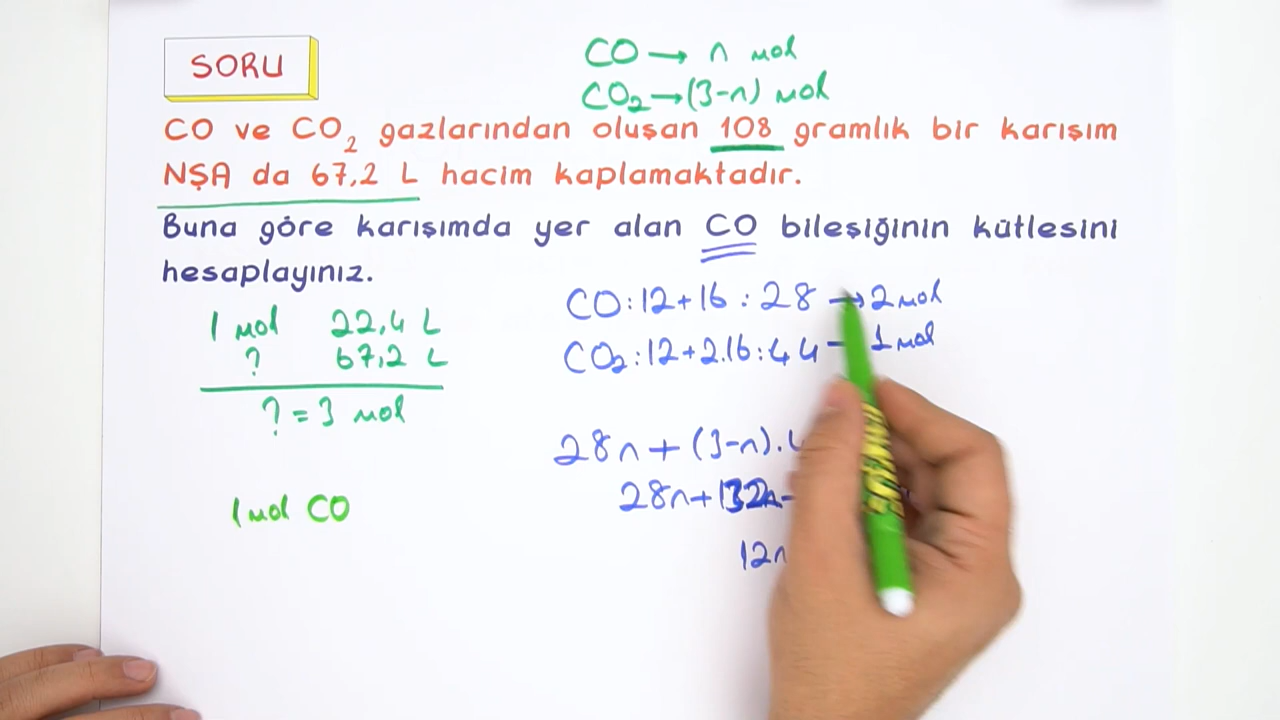 SORU
CO → n mol
CO₂ → (3-n) mol
CO ve CO₂ gazlarından oluşan 108 gramlık bir karışım
NŞA da 67,2 L hacim kaplamaktadır.
Buna göre karışımda yer alan CO bileşiğinin kütlesini
hesaplayınız.
1 mol 22,4 L
? 67,2 L
? = 3 mol
1 mol CO
CO : 12+16 : 28 → 2 mol
CO₂ : 12+2.16 : 44 - 1 mol
28n + (3-n).
28n + 132
12n